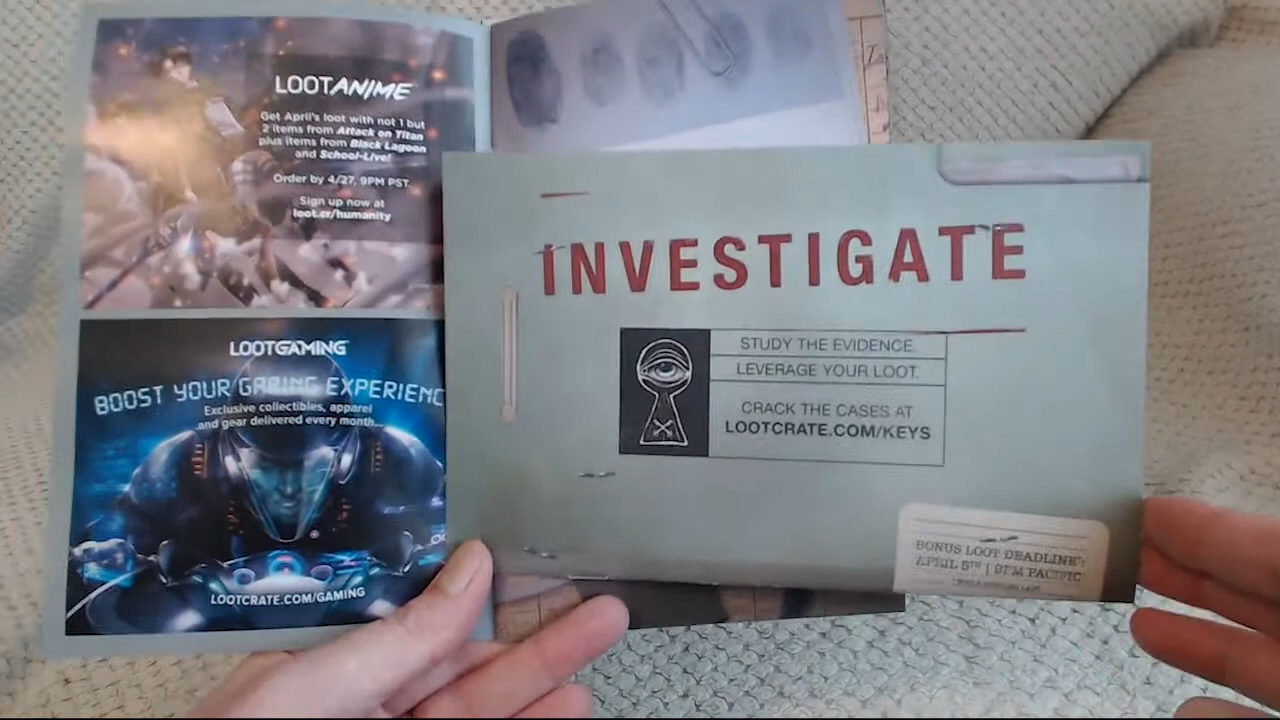 LOOTANIME
Get April's loot with not 1 but
2 items from Attack on Titan
plus items from Black Lagoon
and School-Live!
Order by 4/27, 9PM PST.
Sign up now at
loot.cr/humanity
LOOTGAMING
BOOST YOUR GAMING EXPERIENC
Exclusive collectibles, apparel
and gear delivered every month...
LOOTCRATE.COM/GAMING
INVESTIGATE
STUDY THE EVIDENCE.
LEVERAGE YOUR LOOT.
CRACK THE CASES AT
LOOTCRATE.COM/KEYS
BONUS LOOT DEADLINE:
APRIL 5TH | 9PM PACIFIC